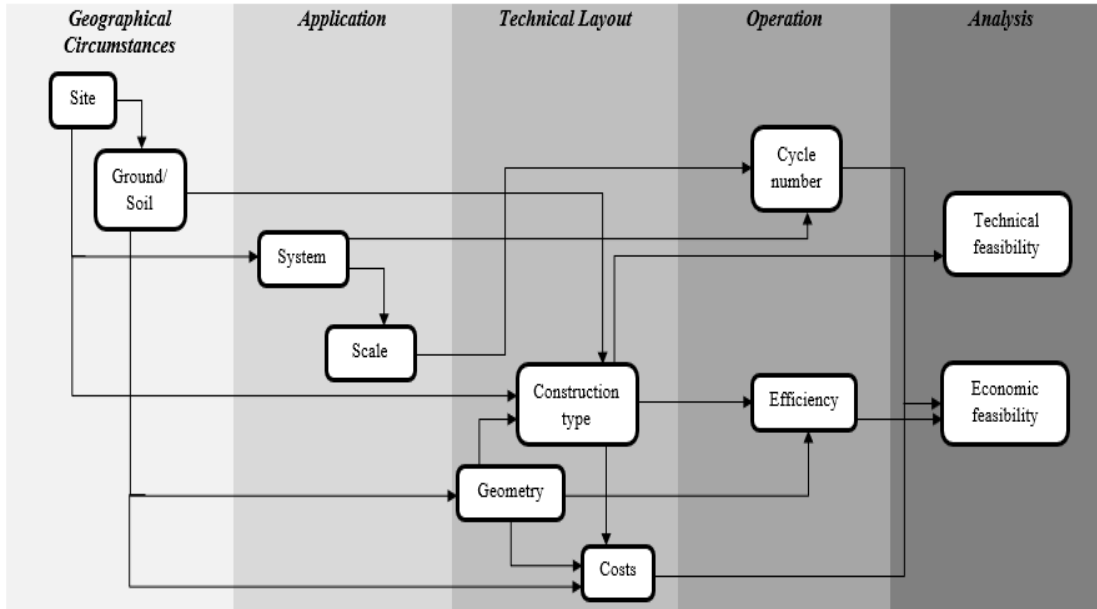 Geographical
Circumstances
Application
Technical Layout
Operation
Analysis
Site
Ground/
Soil
System
Scale
Construction
type
Geometry
Costs
Cycle
number
Efficiency
Technical
feasibility
Economic
feasibility